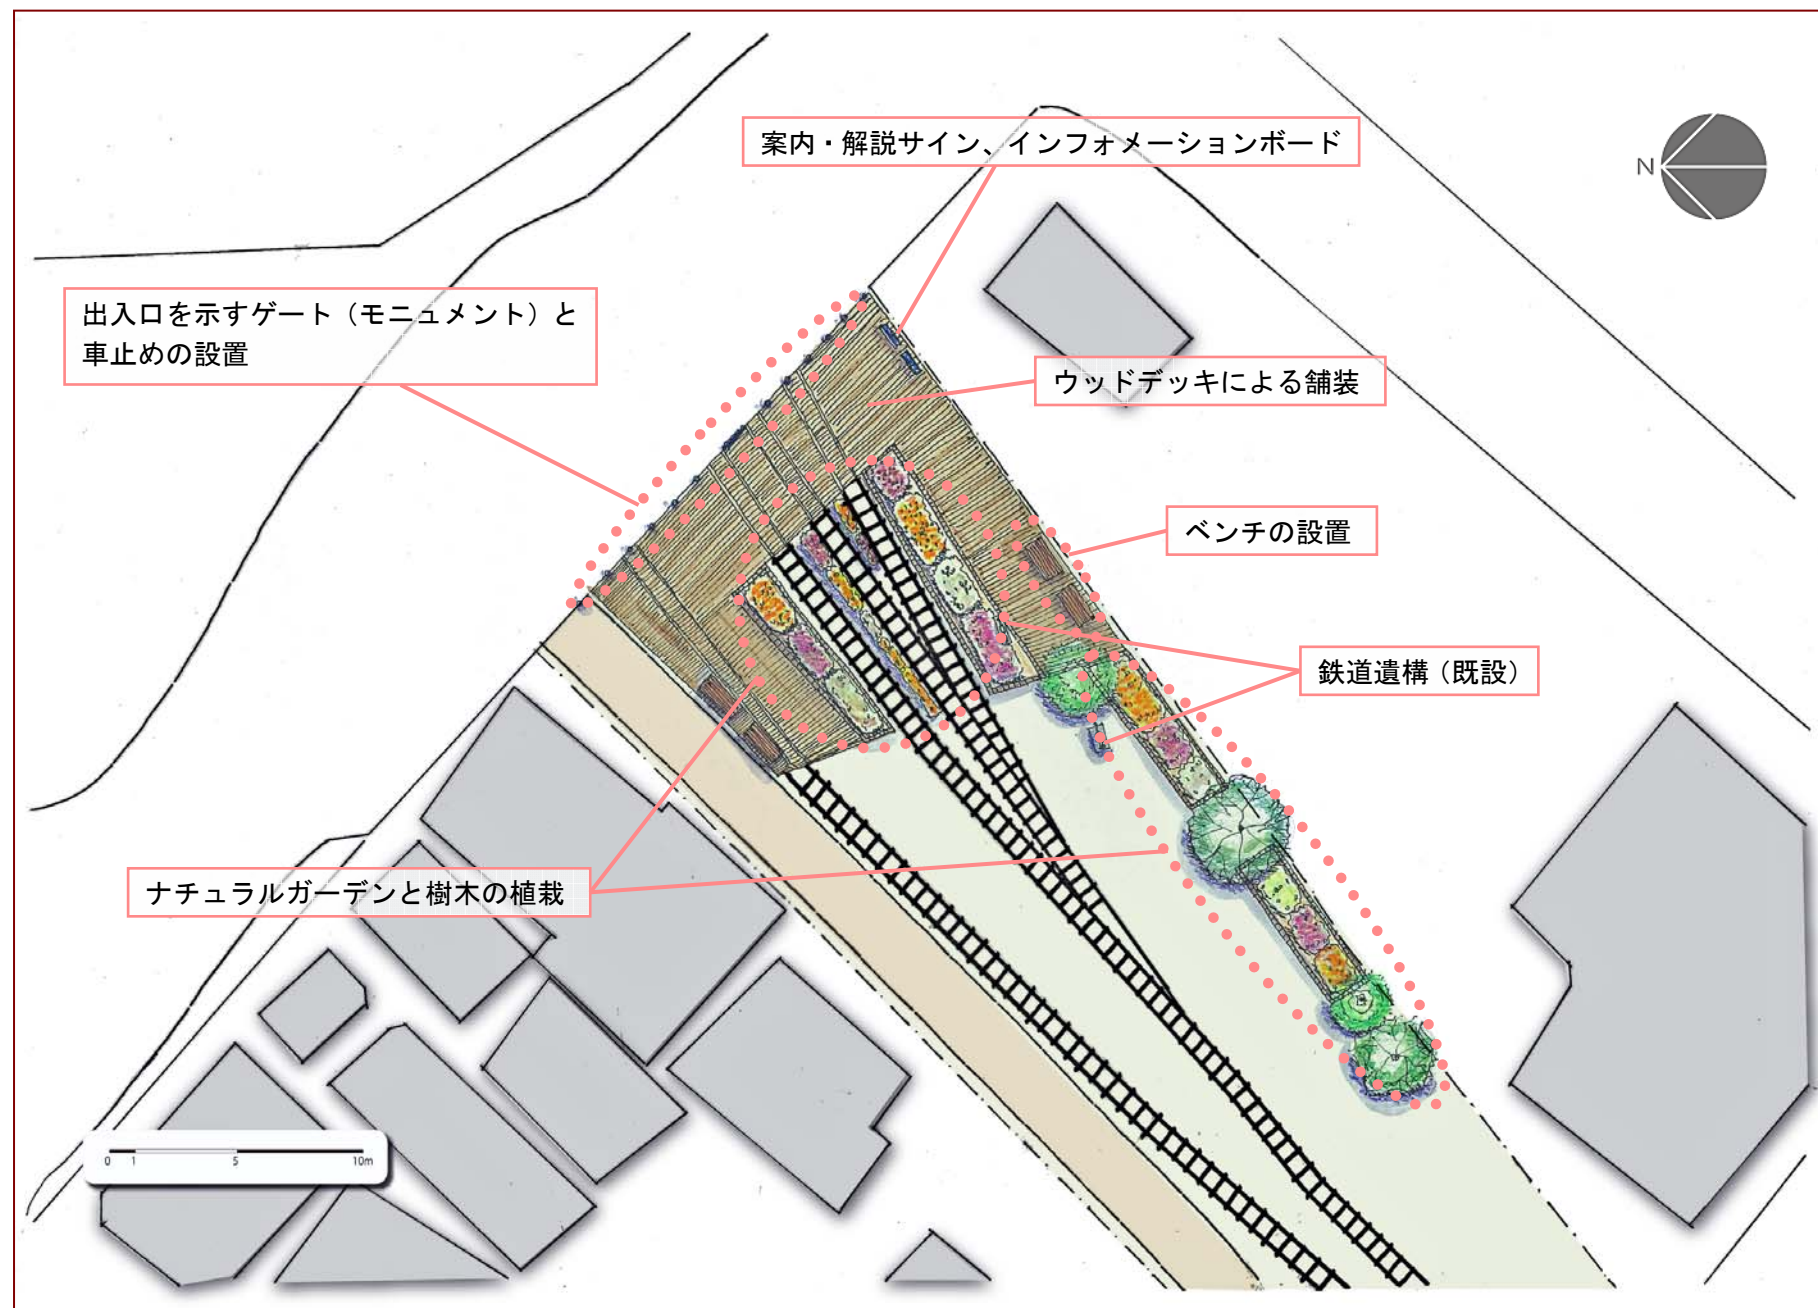 案内・解説サイン、インフォメーションボード
N
出入口を示すゲート（モニュメント）と
車止めの設置
ウッドデッキによる舗装
ベンチの設置
鉄道遺構（既設）
ナチュラルガーデンと樹木の植栽
0 1 5 10m